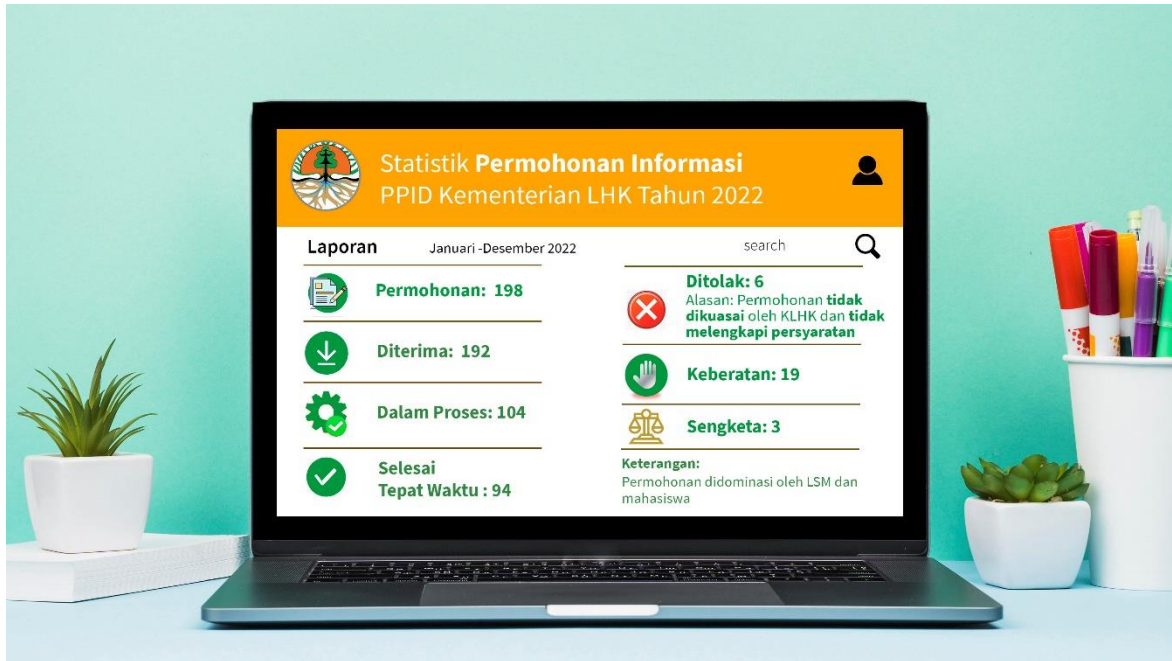 Statistik Permohonan Informasi
PPID Kementerian LHK Tahun 2022
Laporan
Januari -Desember 2022
search
Permohonan: 198
Diterima: 192
Dalam Proses: 104
Selesai
Tepat Waktu : 94
Ditolak: 6
Alasan: Permohonan tidak
dikuasai oleh KLHK dan tidak
melengkapi persyaratan
Keberatan: 19
Sengketa: 3
Keterangan:
Permohonan didominasi oleh LSM dan
mahasiswa